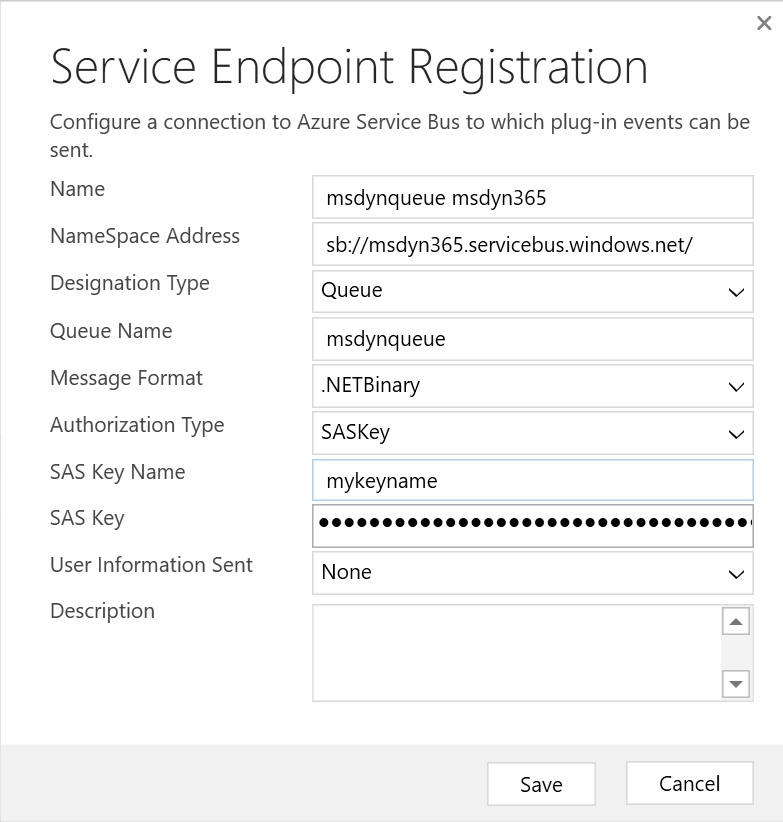 Service Endpoint Registration
Configure a connection to Azure Service Bus to which plug-in events can be
sent.
Name
msdynqueue msdyn365
NameSpace Address
sb://msdyn365.servicebus.windows.net/
Designation Type
Queue
Queue Name
msdynqueue
Message Format
.NETBinary
Authorization Type
SASKey
SAS Key Name
mykeyname
SAS Key
User Information Sent
None
Description
Save
Cancel